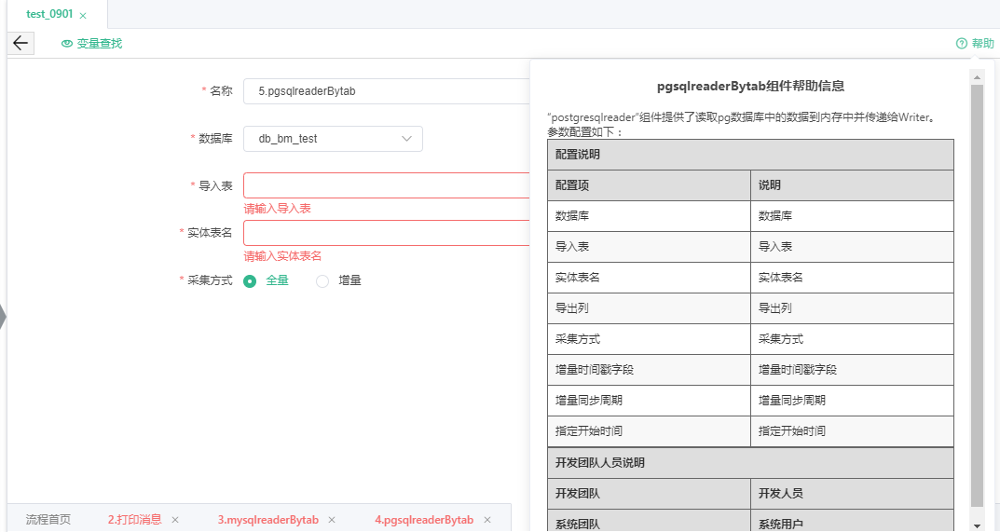 test_0901 ×
变量查找
帮助
* 名称 5.pgsqlreaderBytab
* 数据库 db_bm_test
* 导入表
请输入导入表
* 实体表名
请输入实体表名
* 采集方式 全量 增量
pgsqlreaderBytab组件帮助信息
“postgresqlreader”组件提供了读取pg数据库中的数据到内存中并传递给Writer。
参数配置如下：
配置说明
配置项 说明
数据库 数据库
导入表 导入表
实体表名 实体表名
导出列 导出列
采集方式 采集方式
增量时间戳字段 增量时间戳字段
增量同步周期 增量同步周期
指定开始时间 指定开始时间
开发团队人员说明
开发团队 开发人员
系统团队 系统用户
流程首页 2.打印消息 × 3.mysqlreaderBytab × 4.pgsqlreaderBytab ×